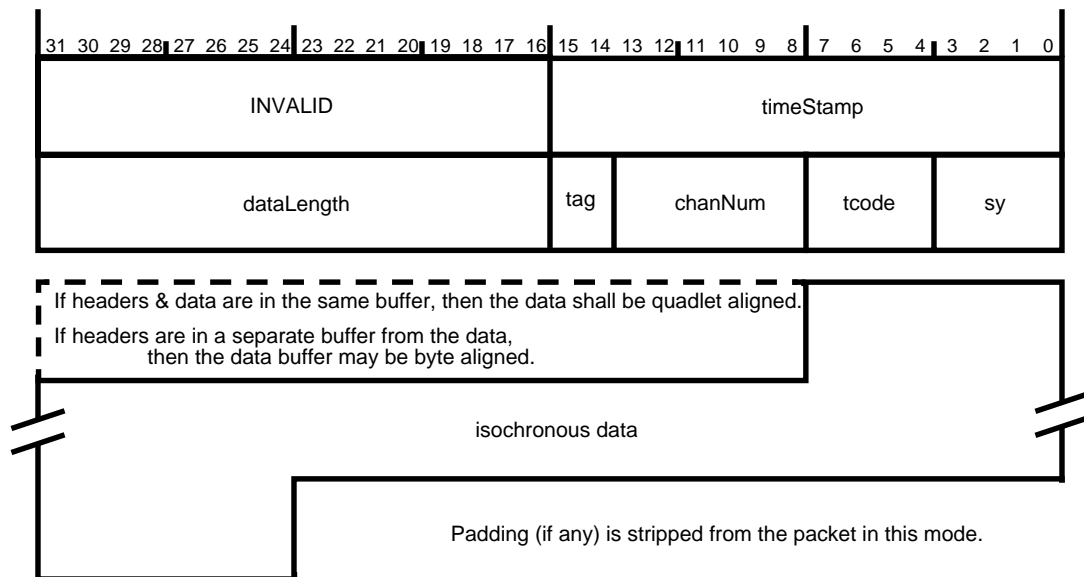 31 30 29 28 27 26 25 24 23 22 21 20 19 18 17 16 15 14 13 12 11 10 9 8 7 6 5 4 3 2 1 0
INVALID timeStamp
dataLength tag chanNum tcode sy
If headers & data are in the same buffer, then the data shall be quadlet aligned.
If headers are in a separate buffer from the data,
then the data buffer may be byte aligned.
isochronous data
Padding (if any) is stripped from the packet in this mode.